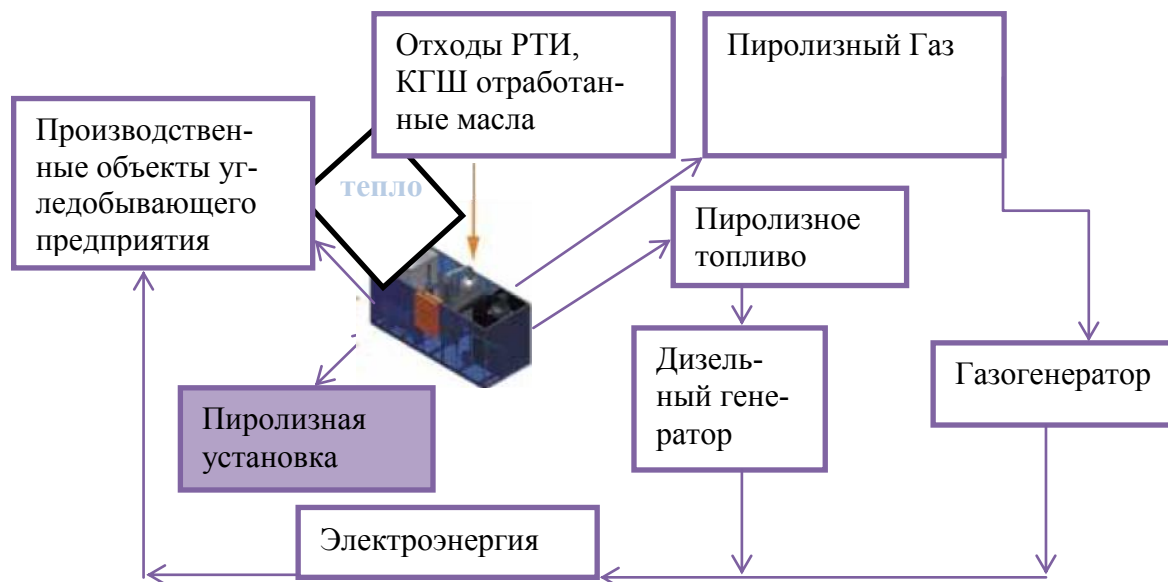 Отходы РТИ,
КГШ отработан-
ные масла
Пиролизный Газ
Производствен-
ные объекты уг-
ледобывающего
предприятия
тепло
Пиролизное
топливо
Дизель-
ный гене-
ратор
Газогенератор
Пиролизная
установка
Электроэнергия